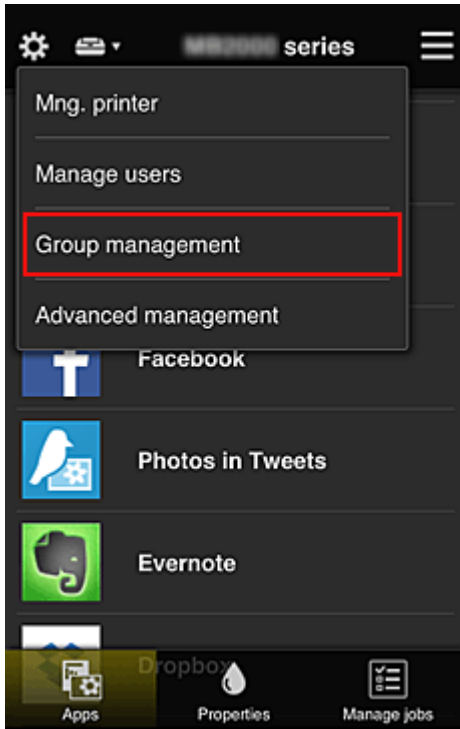 series
Mng. printer
Manage users
Group management
Advanced management
Facebook
Photos in Tweets
Evernote
Dropbox
Apps
Properties
Manage jobs